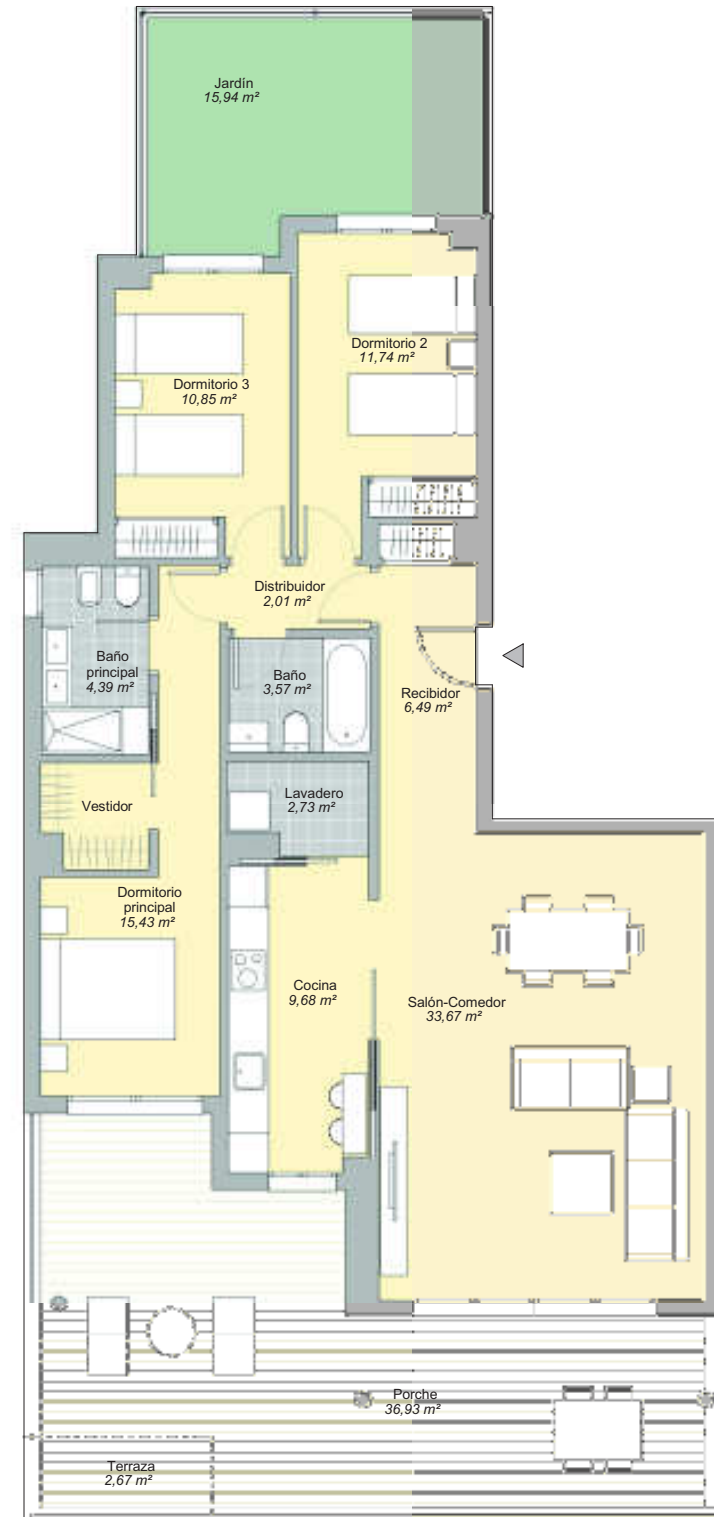 Jardín
15,94 m²
Dormitorio 2
11,74 m²
Dormitorio 3
10,85 m²
Distribuidor
2,01 m²
Baño
principal
4,39 m²
Baño
3,57 m²
Recibidor
6,49 m²
Vestidor
Lavadero
2,73 m²
Dormitorio
principal
15,43 m²
Cocina
9,68 m²
Salón-Comedor
33,67 m²
Porche
36,93 m²
Terraza
2,67 m²